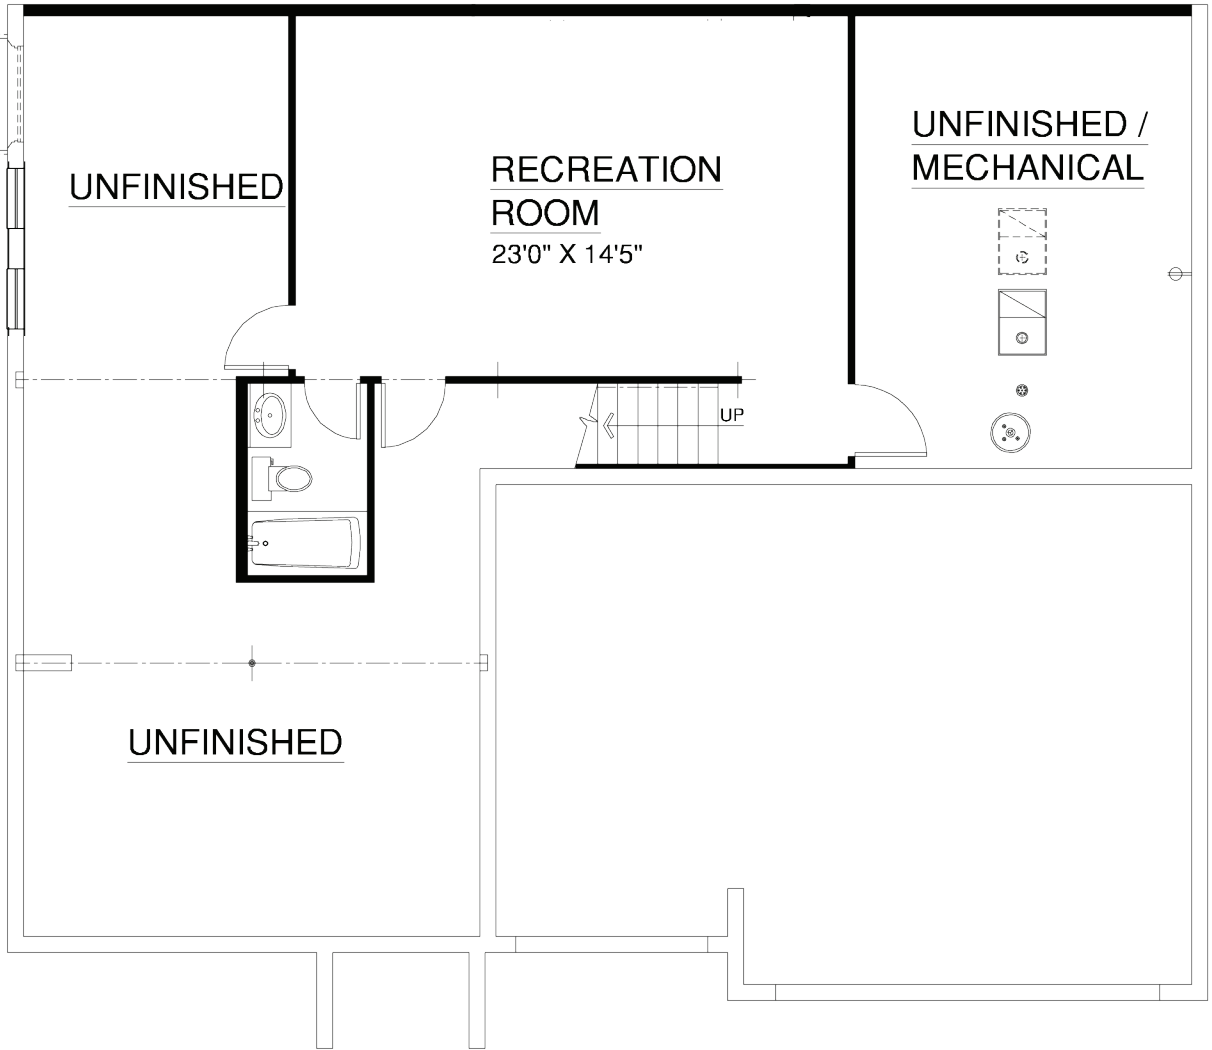 UNFINISHED /
MECHANICAL
UNFINISHED
RECREATION
ROOM
23'0" X 14'5"
UP
UNFINISHED